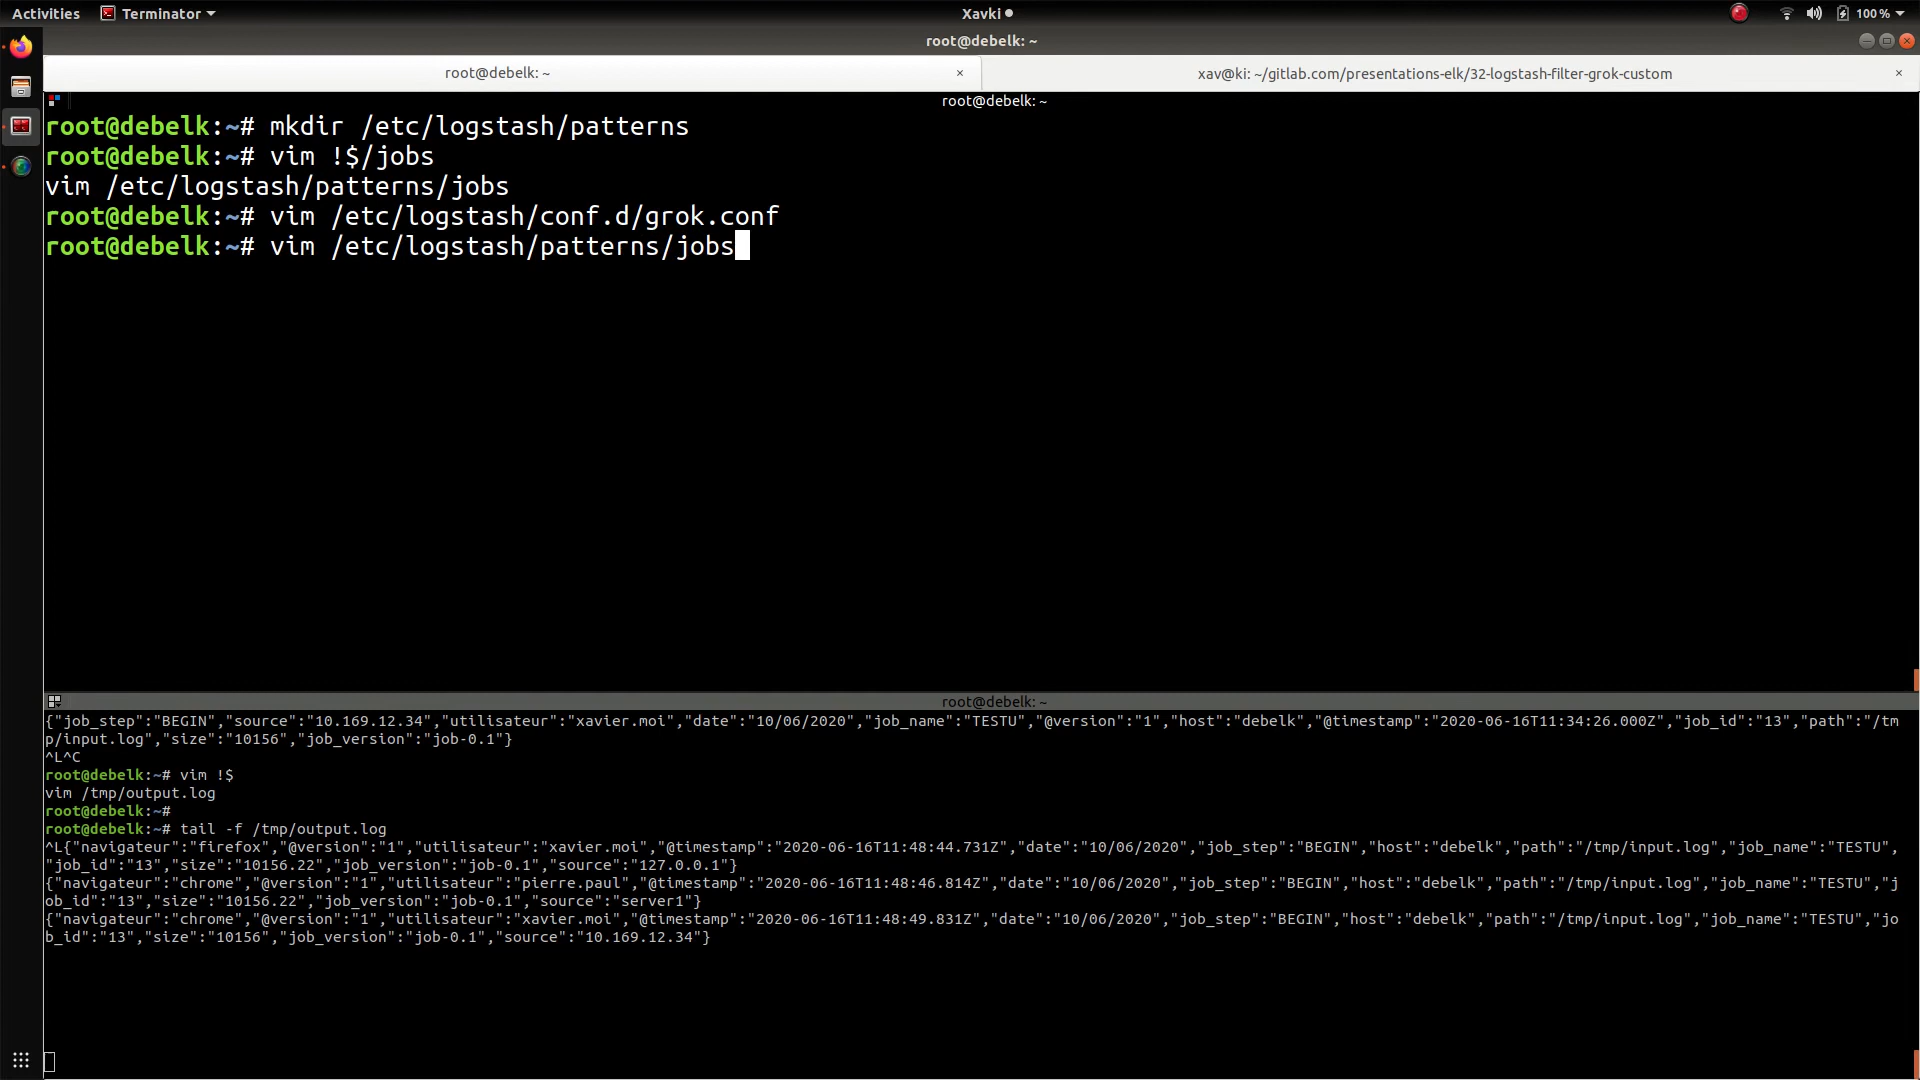 Activities Terminator Xavki 100%
root@debelk: ~
root@debelk: ~ × xav@ki: ~/gitlab.com/presentations-elk/32-logstash-filter-grok-custom ×
root@debelk: ~
root@debelk:~# mkdir /etc/logstash/patterns
root@debelk:~# vim !$/jobs
vim /etc/logstash/patterns/jobs
root@debelk:~# vim /etc/logstash/conf.d/grok.conf
root@debelk:~# vim /etc/logstash/patterns/jobs
root@debelk: ~
{"job_step":"BEGIN","source":"10.169.12.34","utilisateur":"xavier.moi","date":"10/06/2020","job_name":"TESTU","@version":"1","host":"debelk","@timestamp":"2020-06-16T11:34:26.000Z","job_id":"13","path":"/tm
p/input.log","size":"10156","job_version":"job-0.1"}
^L^C
root@debelk:~# vim !$
vim /tmp/output.log
root@debelk:~#
root@debelk:~# tail -f /tmp/output.log
^L{"navigateur":"firefox","@version":"1","utilisateur":"xavier.moi","@timestamp":"2020-06-16T11:48:44.731Z","date":"10/06/2020","job_step":"BEGIN","host":"debelk","path":"/tmp/input.log","job_name":"TESTU",
"job_id":"13","size":"10156.22","job_version":"job-0.1","source":"127.0.0.1"}
{"navigateur":"chrome","@version":"1","utilisateur":"pierre.paul","@timestamp":"2020-06-16T11:48:46.814Z","date":"10/06/2020","job_step":"BEGIN","host":"debelk","path":"/tmp/input.log","job_name":"TESTU","j
ob_id":"13","size":"10156.22","job_version":"job-0.1","source":"server1"}
{"navigateur":"chrome","@version":"1","utilisateur":"xavier.moi","@timestamp":"2020-06-16T11:48:49.831Z","date":"10/06/2020","job_step":"BEGIN","host":"debelk","path":"/tmp/input.log","job_name":"TESTU","jo
b_id":"13","size":"10156","job_version":"job-0.1","source":"10.169.12.34"}